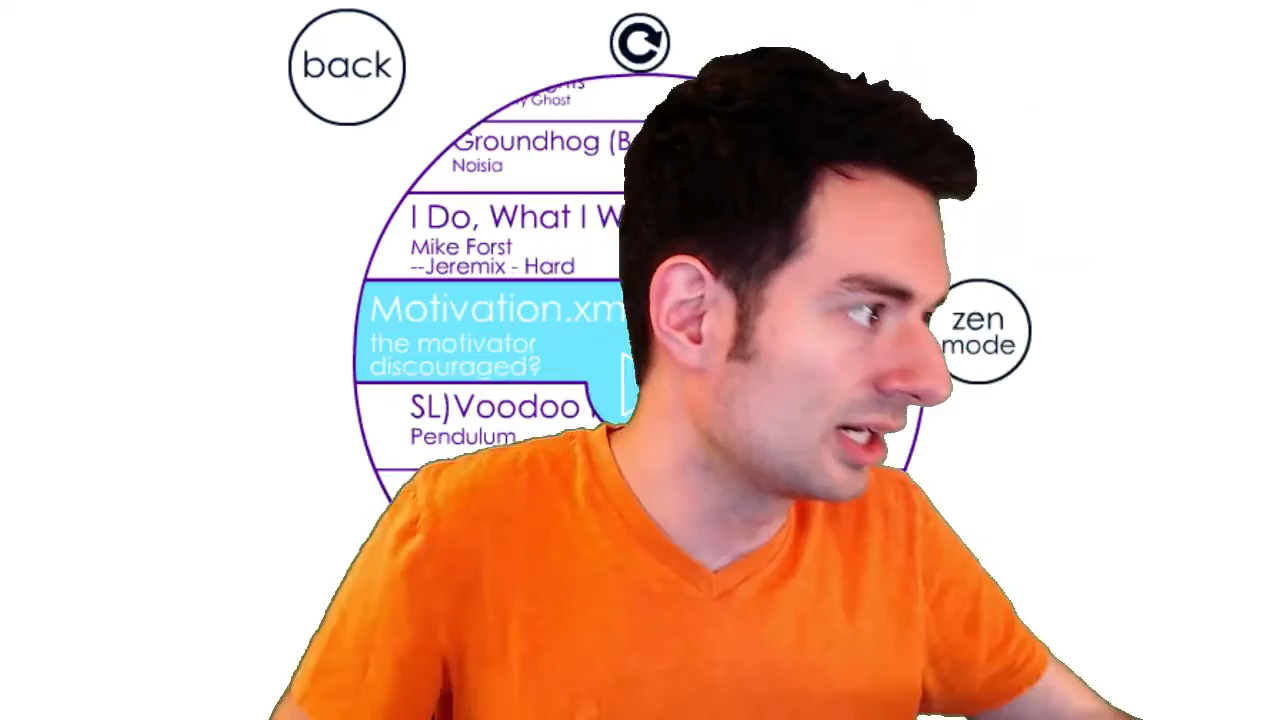 back
Ghost
Groundhog (B
Noisia
I Do, What I W
Mike Forst
--Jeremix - Hard
Motivation.xm
the motivator
discouraged?
zen
mode
SL)Voodoo
Pendulum